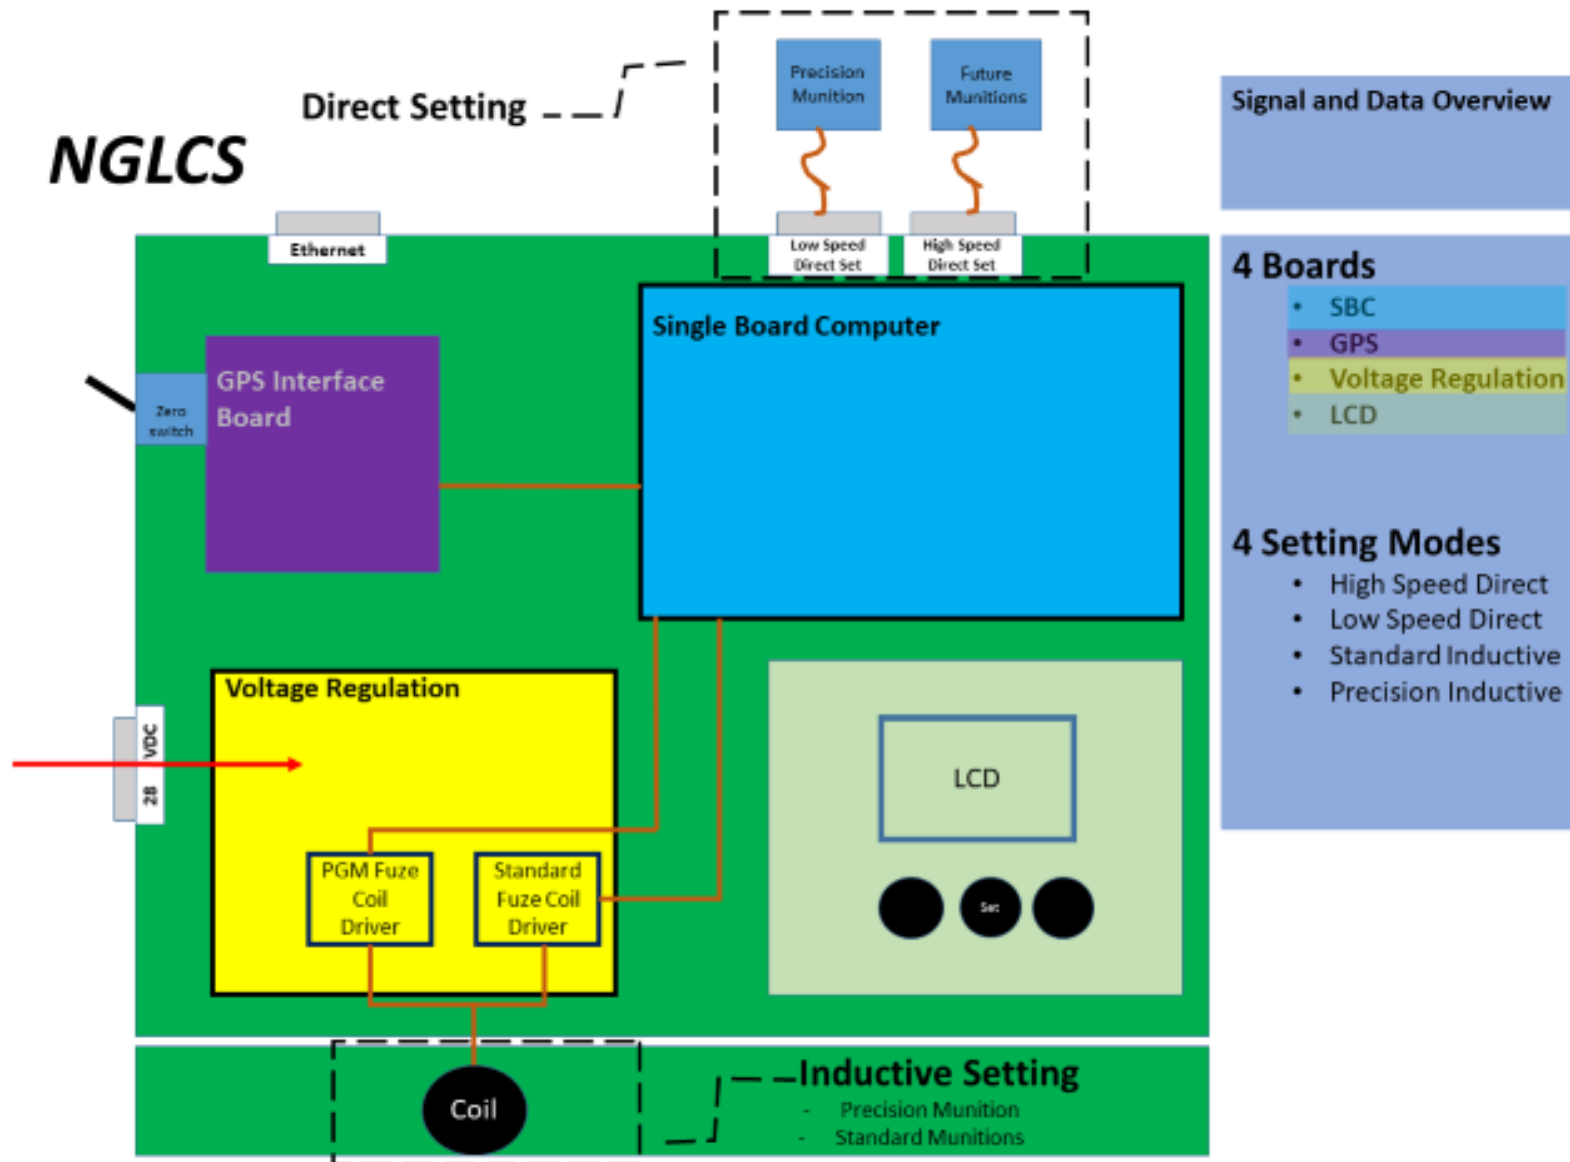 Direct Setting
NGLCS
Precision
Munition
Future
Munitions
Ethernet
Low Speed
Direct Set
High Speed
Direct Set
Single Board Computer
GPS Interface
Board
Zero
switch
Voltage Regulation
28 VDC
PGM Fuze
Coil
Driver
Standard
Fuze Coil
Driver
LCD
Set
Coil
Inductive Setting
- Precision Munition
- Standard Munitions
Signal and Data Overview
4 Boards
• SBC
• GPS
• Voltage Regulation
• LCD
4 Setting Modes
• High Speed Direct
• Low Speed Direct
• Standard Inductive
• Precision Inductive